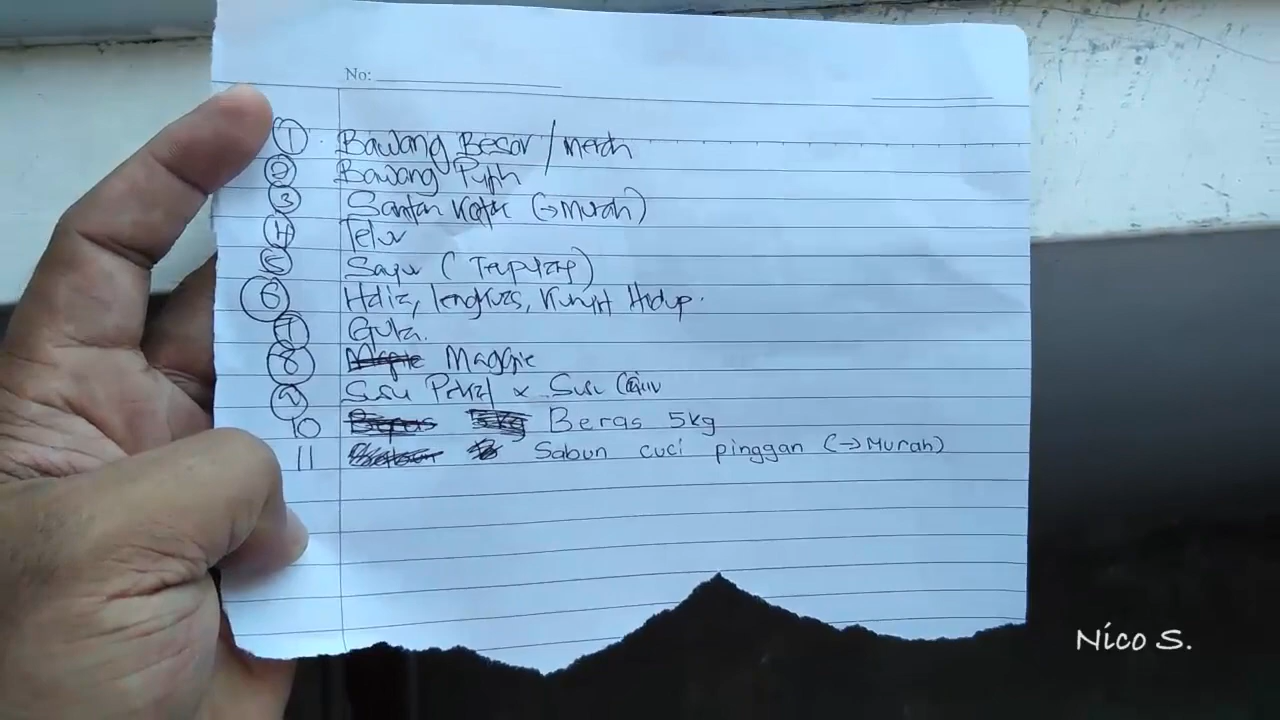 No:
1 Bawang Besar / merah
2 Bawang Putih
3 Santan Kotak (→Murah)
4 Telur
5 Sayur (Terpulang)
6 Halia, lengkuas, Kunyit Hidup.
7 Gula.
8 Maggie
9 Susu Pekat x Susu Cair
10 Beras 5kg
11 Sabun cuci pinggan (→Murah)
Nico S.